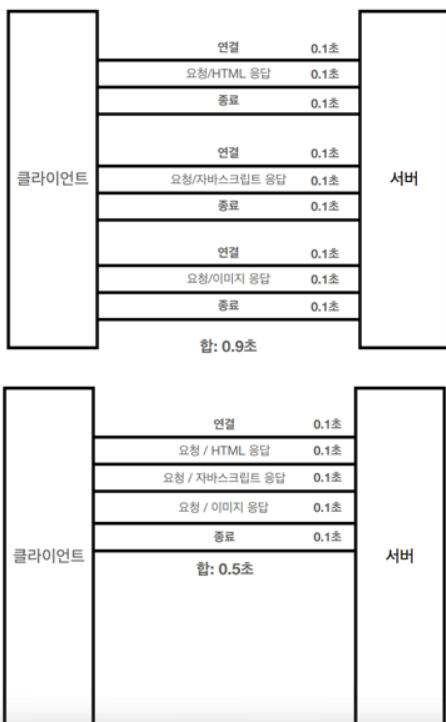 연결 0.1초
요청/HTML 응답 0.1초
종료 0.1초
연결 0.1초
클라이언트 요청/자바스크립트 응답 0.1초 서버
종료 0.1초
연결 0.1초
요청/이미지 응답 0.1초
종료 0.1초
합: 0.9초
연결 0.1초
요청 / HTML 응답 0.1초
요청 / 자바스크립트 응답 0.1초
요청 / 이미지 응답 0.1초
종료 0.1초
클라이언트 서버
합: 0.5초